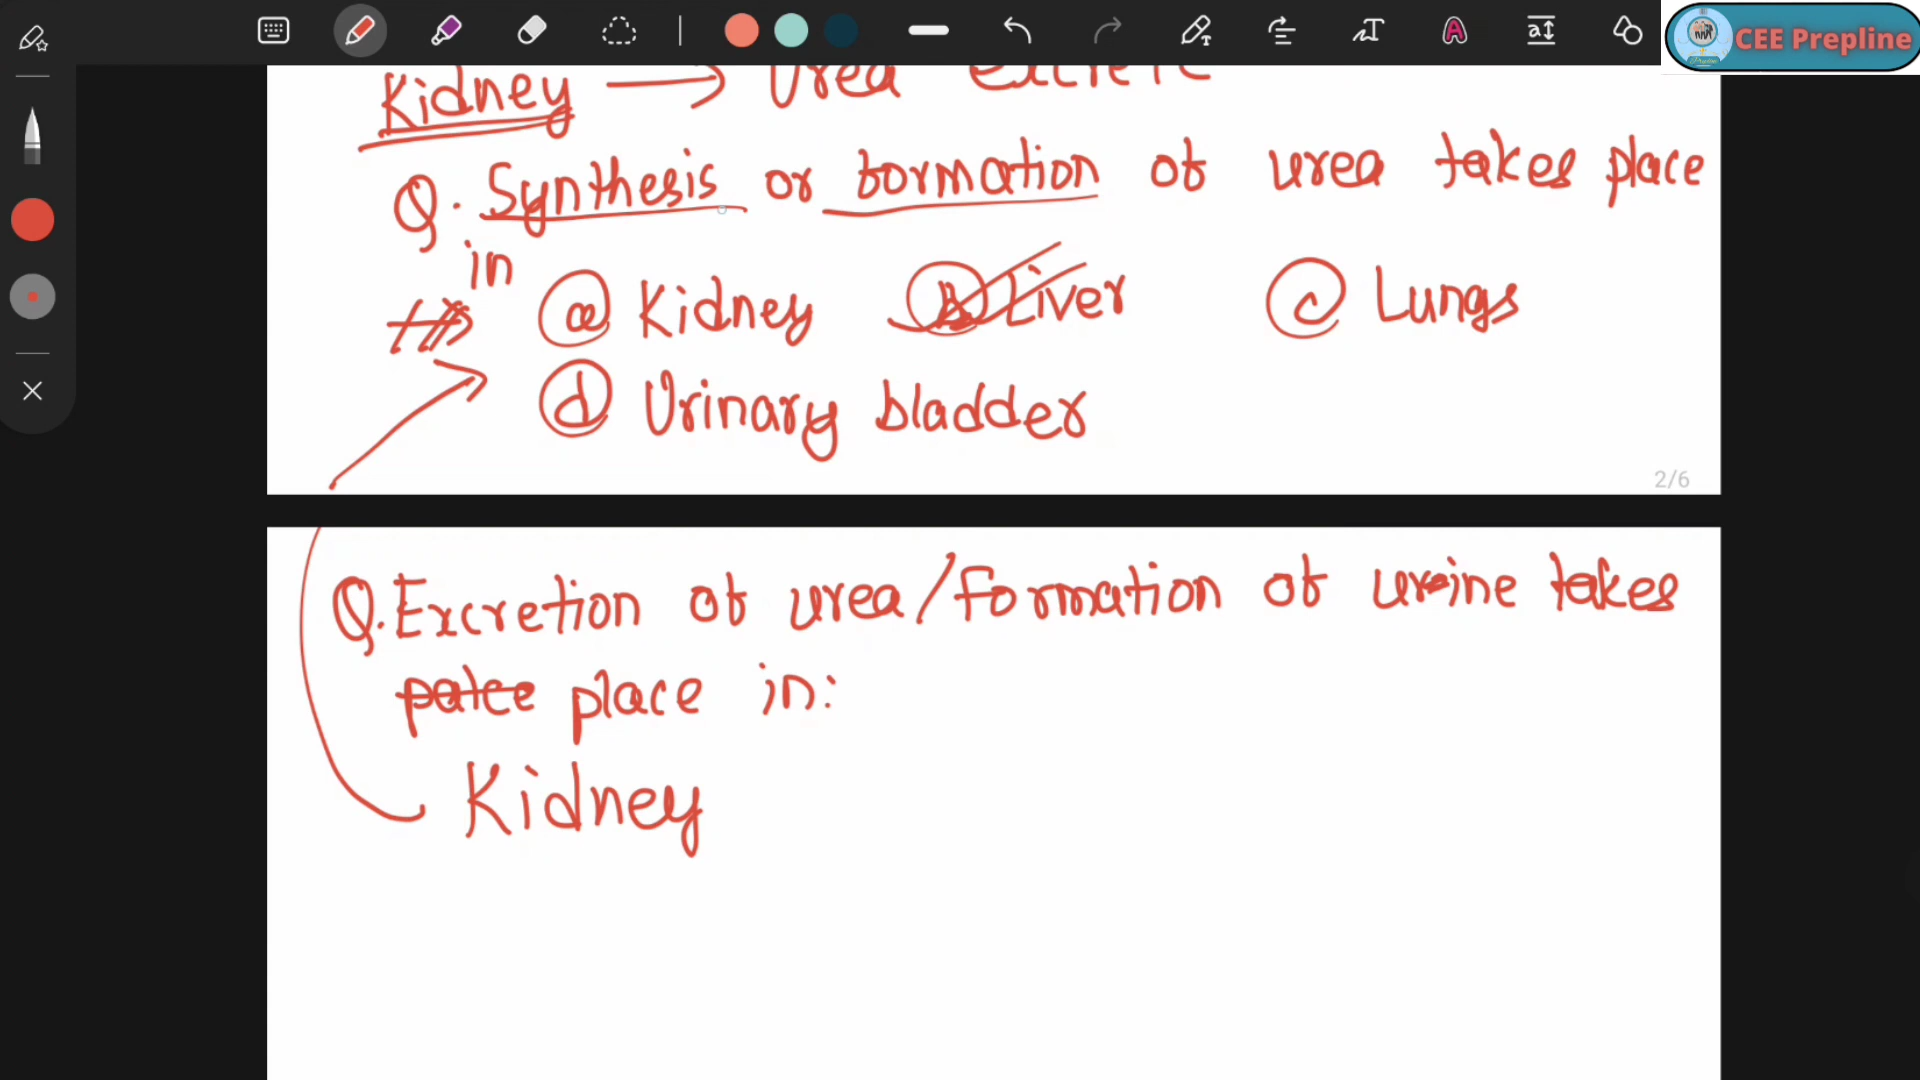 CEE Prepline
Kidney → Urea excrete
Q. Synthesis or formation of urea takes place
in
ⓐ Kidney ⓑ Liver ⓒ Lungs
ⓓ Urinary bladder
2/6
Q. Excretion of urea/Formation of urine takes
place in:
Kidney